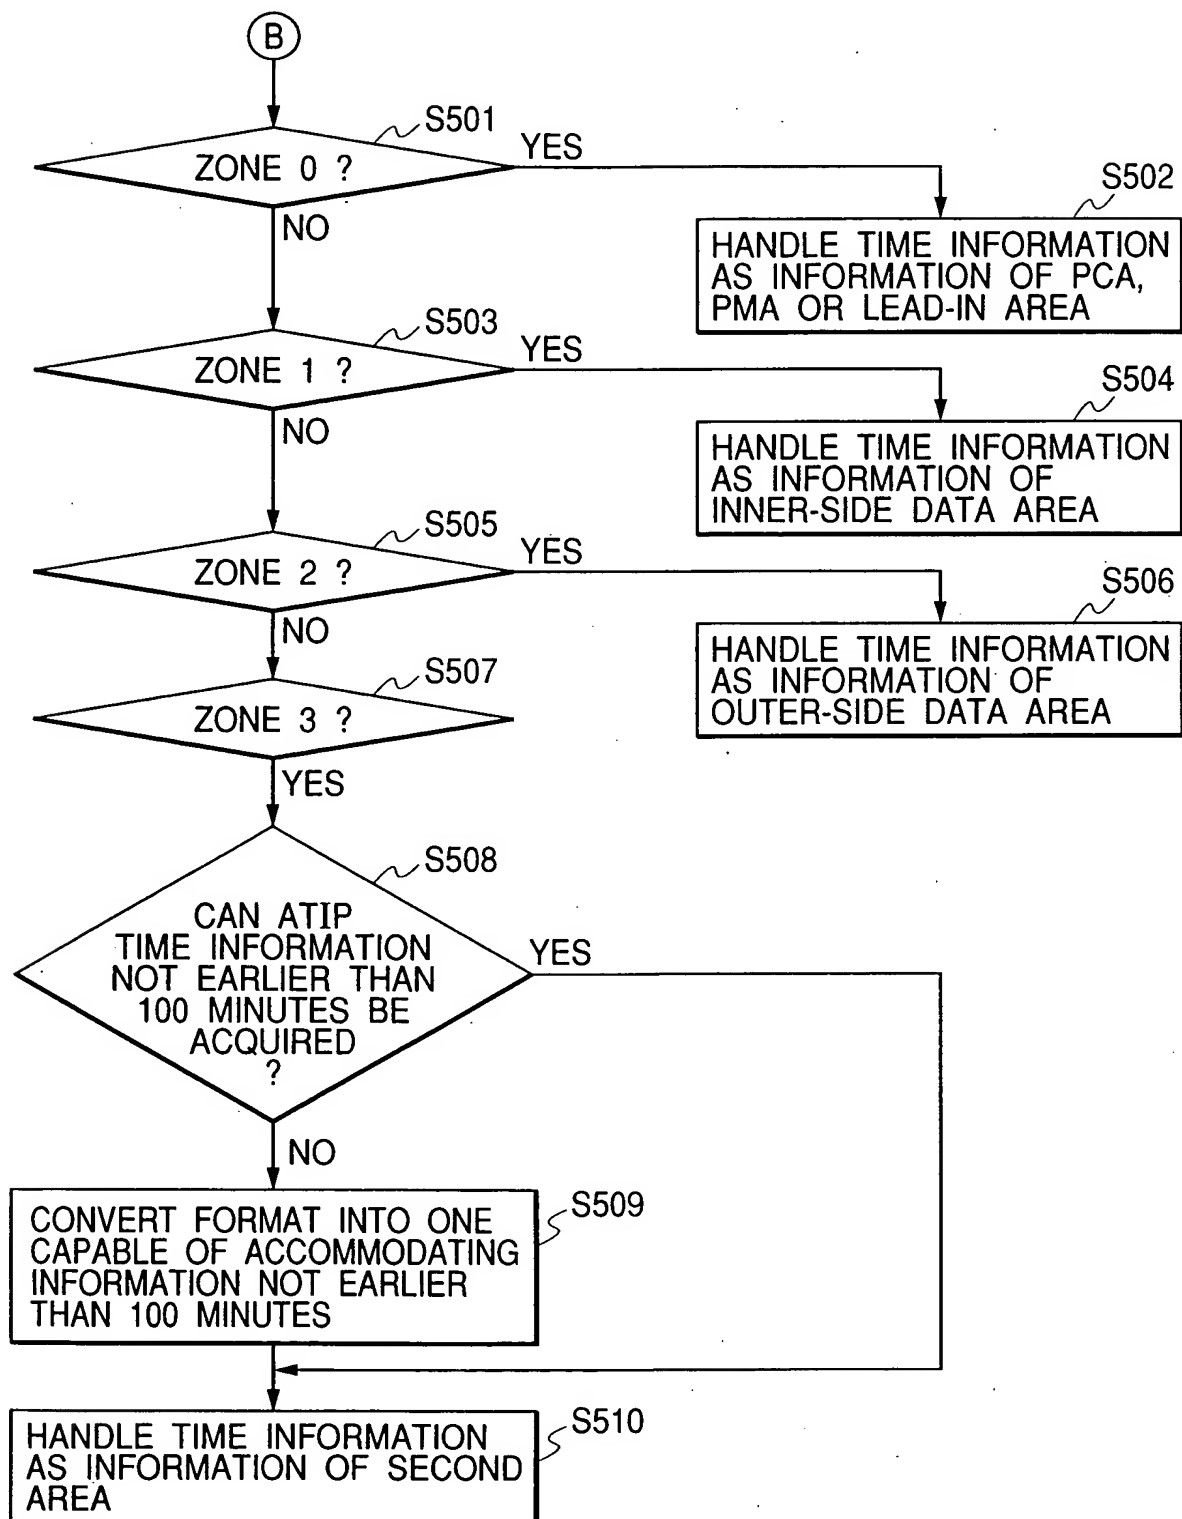 B
S501
ZONE 0 ?
YES
NO
S502
HANDLE TIME INFORMATION
AS INFORMATION OF PCA,
PMA OR LEAD-IN AREA
S503
ZONE 1 ?
YES
NO
S504
HANDLE TIME INFORMATION
AS INFORMATION OF
INNER-SIDE DATA AREA
S505
ZONE 2 ?
YES
NO
S506
HANDLE TIME INFORMATION
AS INFORMATION OF
OUTER-SIDE DATA AREA
S507
ZONE 3 ?
YES
S508
CAN ATIP
TIME INFORMATION
NOT EARLIER THAN
100 MINUTES BE
ACQUIRED
?
YES
NO
S509
CONVERT FORMAT INTO ONE
CAPABLE OF ACCOMMODATING
INFORMATION NOT EARLIER
THAN 100 MINUTES
S510
HANDLE TIME INFORMATION
AS INFORMATION OF SECOND
AREA